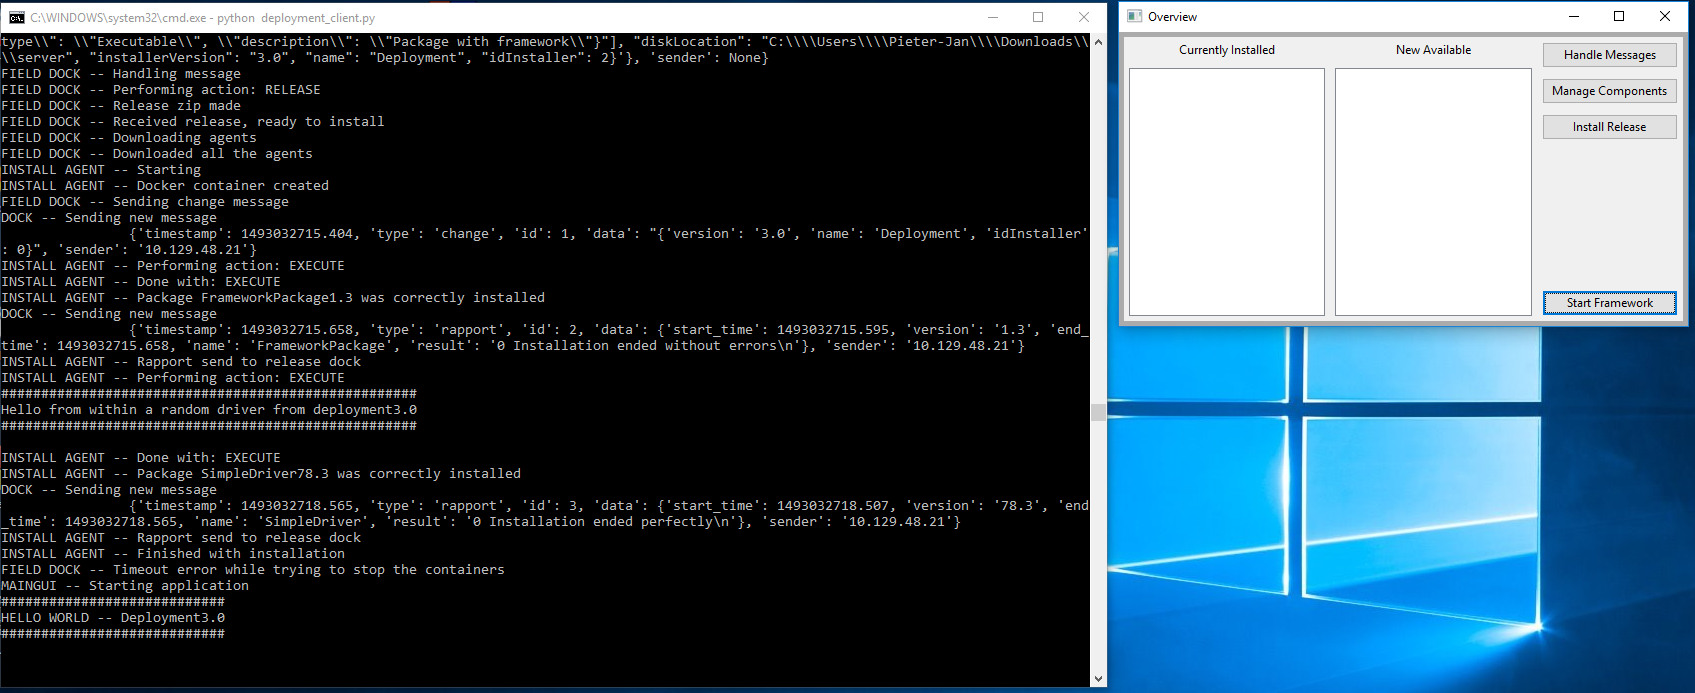 C:\WINDOWS\system32\cmd.exe - python  deployment_client.py
type\\": \\"Executable\\", \\"description\\": \\"Package with framework\\"}"], "diskLocation": "C:\\\\Users\\\\Pieter-Jan\\\\Downloads\\
\\server", "installerVersion": "3.0", "name": "Deployment", "idInstaller": 2}'}, 'sender': None}
FIELD DOCK -- Handling message
FIELD DOCK -- Performing action: RELEASE
FIELD DOCK -- Release zip made
FIELD DOCK -- Received release, ready to install
FIELD DOCK -- Downloading agents
FIELD DOCK -- Downloaded all the agents
INSTALL AGENT -- Starting
INSTALL AGENT -- Docker container created
FIELD DOCK -- Sending change message
DOCK -- Sending new message
{'timestamp': 1493032715.404, 'type': 'change', 'id': 1, 'data': "{'version': '3.0', 'name': 'Deployment', 'idInstaller'
: 0}", 'sender': '10.129.48.21'}
INSTALL AGENT -- Performing action: EXECUTE
INSTALL AGENT -- Done with: EXECUTE
INSTALL AGENT -- Package FrameworkPackage1.3 was correctly installed
DOCK -- Sending new message
{'timestamp': 1493032715.658, 'type': 'rapport', 'id': 2, 'data': {'start_time': 1493032715.595, 'version': '1.3', 'end_
time': 1493032715.658, 'name': 'FrameworkPackage', 'result': '0 Installation ended without errors\n'}, 'sender': '10.129.48.21'}
INSTALL AGENT -- Rapport send to release dock
INSTALL AGENT -- Performing action: EXECUTE
####################################################
Hello from within a random driver from deployment3.0
####################################################
INSTALL AGENT -- Done with: EXECUTE
INSTALL AGENT -- Package SimpleDriver78.3 was correctly installed
DOCK -- Sending new message
{'timestamp': 1493032718.565, 'type': 'rapport', 'id': 3, 'data': {'start_time': 1493032718.507, 'version': '78.3', 'end
_time': 1493032718.565, 'name': 'SimpleDriver', 'result': '0 Installation ended perfectly\n'}, 'sender': '10.129.48.21'}
INSTALL AGENT -- Rapport send to release dock
INSTALL AGENT -- Finished with installation
FIELD DOCK -- Timeout error while trying to stop the containers
MAINGUI -- Starting application
############################
HELLO WORLD -- Deployment3.0
############################
Overview
Currently Installed
New Available
Handle Messages
Manage Components
Install Release
Start Framework